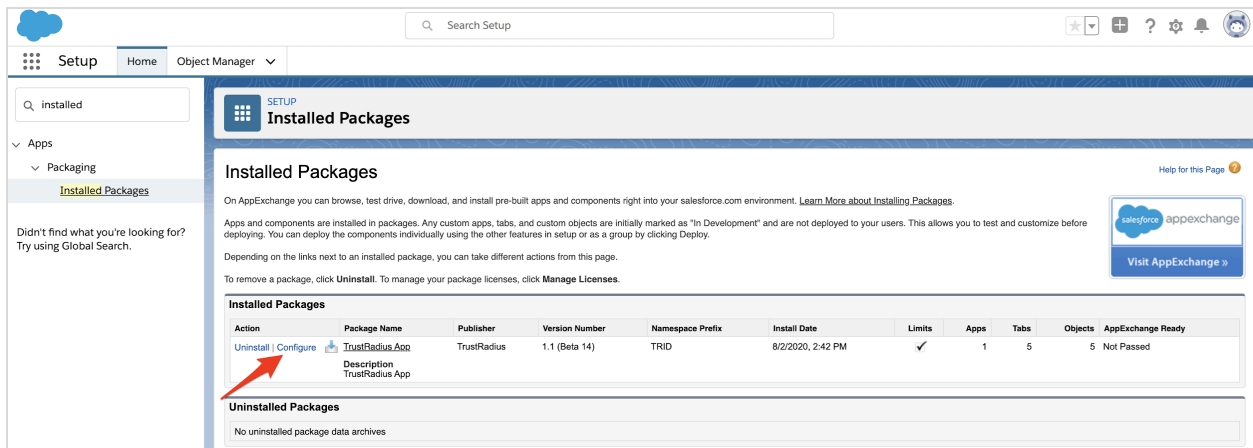 Search Setup
Setup
Home
Object Manager
installed
Apps
Packaging
Installed Packages
Didn't find what you're looking for?
Try using Global Search.
SETUP
Installed Packages
Installed Packages
Help for this Page
On AppExchange you can browse, test drive, download, and install pre-built apps and components right into your salesforce.com environment. Learn More about Installing Packages.
Apps and components are installed in packages. Any custom apps, tabs, and custom objects are initially marked as "In Development" and are not deployed to your users. This allows you to test and customize before
deploying. You can deploy the components individually using the other features in setup or as a group by clicking Deploy.
Depending on the links next to an installed package, you can take different actions from this page.
To remove a package, click Uninstall. To manage your package licenses, click Manage Licenses.
salesforce appexchange
Visit AppExchange »
Installed Packages
Action Package Name Publisher Version Number Namespace Prefix Install Date Limits Apps Tabs Objects AppExchange Ready
Uninstall | Configure TrustRadius App TrustRadius 1.1 (Beta 14) TRID 8/2/2020, 2:42 PM ✓ 1 5 5 Not Passed
Description
TrustRadius App
Uninstalled Packages
No uninstalled package data archives